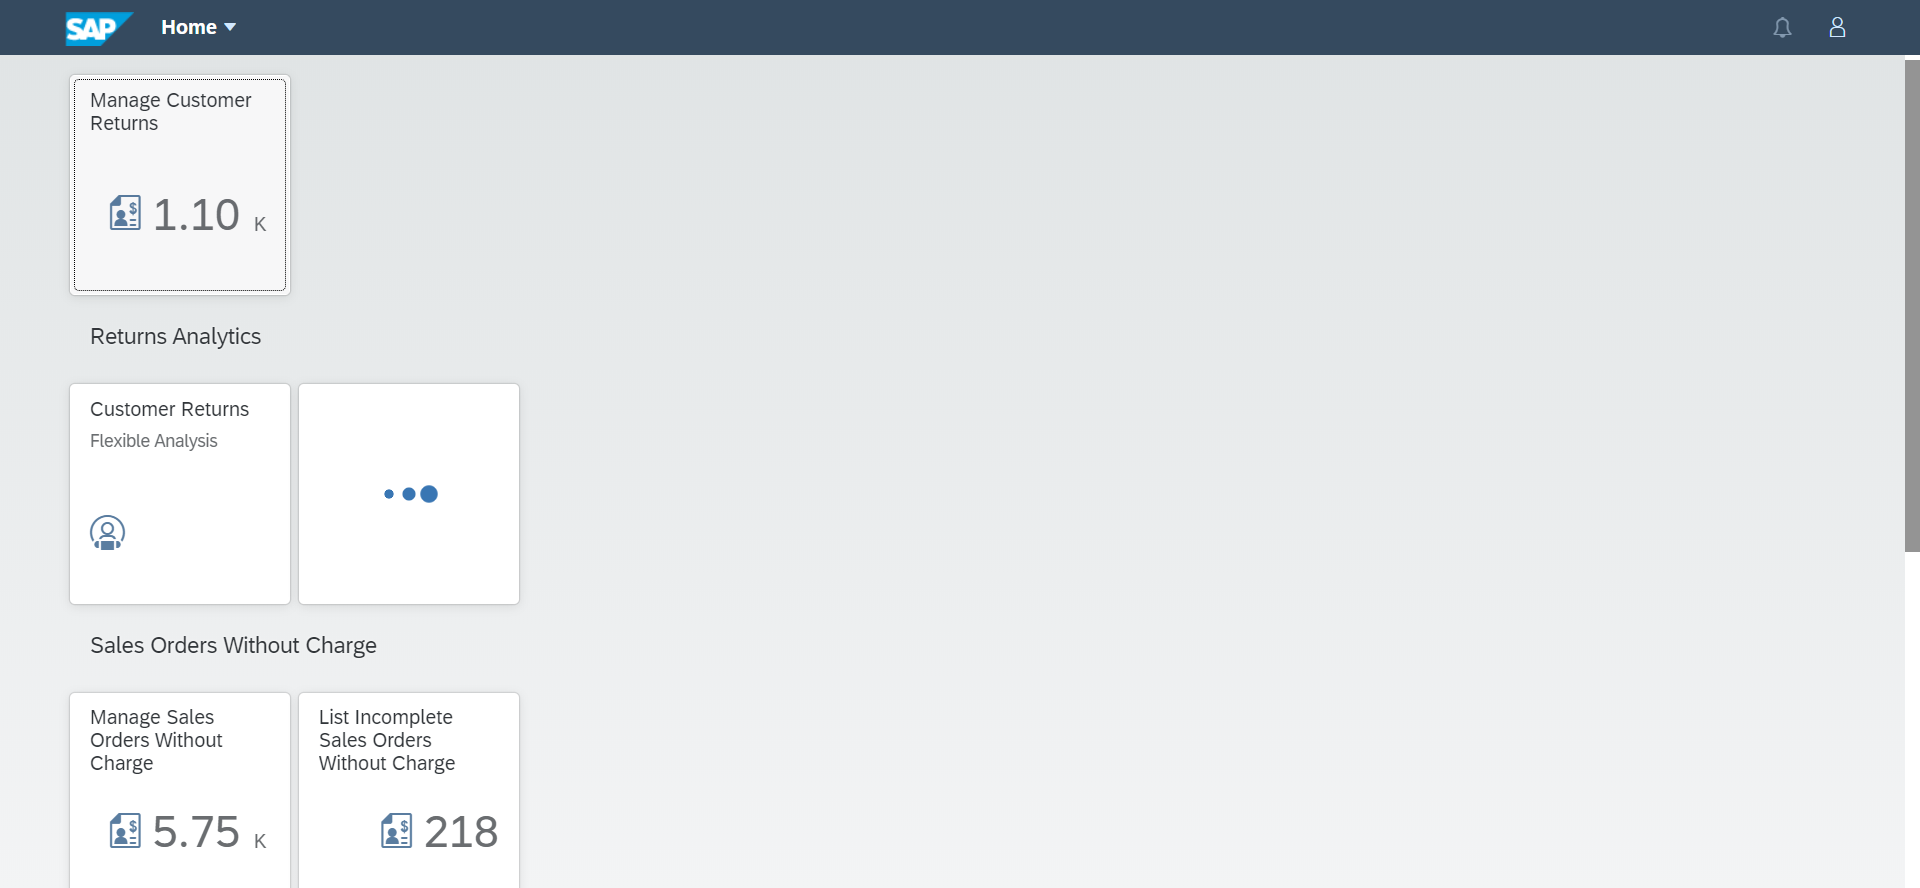 SAP
Home
Manage Customer
Returns
$
1.10 K
Returns Analytics
Customer Returns
Flexible Analysis
Sales Orders Without Charge
Manage Sales
Orders Without
Charge
$
5.75 K
List Incomplete
Sales Orders
Without Charge
$
218